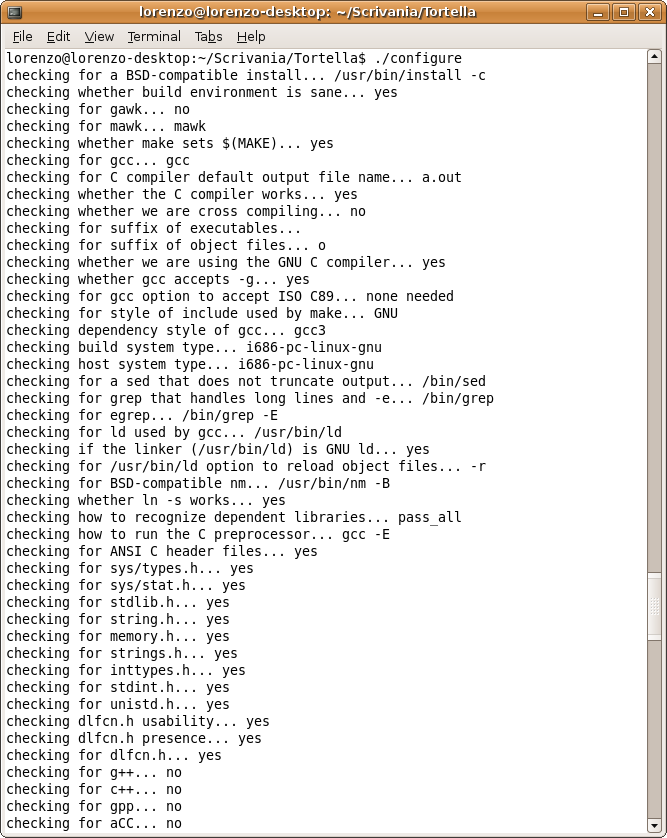 lorenzo@lorenzo-desktop: ~/Scrivania/Tortella
File Edit View Terminal Tabs Help
lorenzo@lorenzo-desktop:~/Scrivania/Tortella$ ./configure
checking for a BSD-compatible install... /usr/bin/install -c
checking whether build environment is sane... yes
checking for gawk... no
checking for mawk... mawk
checking whether make sets $(MAKE)... yes
checking for gcc... gcc
checking for C compiler default output file name... a.out
checking whether the C compiler works... yes
checking whether we are cross compiling... no
checking for suffix of executables...
checking for suffix of object files... o
checking whether we are using the GNU C compiler... yes
checking whether gcc accepts -g... yes
checking for gcc option to accept ISO C89... none needed
checking for style of include used by make... GNU
checking dependency style of gcc... gcc3
checking build system type... i686-pc-linux-gnu
checking host system type... i686-pc-linux-gnu
checking for a sed that does not truncate output... /bin/sed
checking for grep that handles long lines and -e... /bin/grep
checking for egrep... /bin/grep -E
checking for ld used by gcc... /usr/bin/ld
checking if the linker (/usr/bin/ld) is GNU ld... yes
checking for /usr/bin/ld option to reload object files... -r
checking for BSD-compatible nm... /usr/bin/nm -B
checking whether ln -s works... yes
checking how to recognize dependent libraries... pass_all
checking how to run the C preprocessor... gcc -E
checking for ANSI C header files... yes
checking for sys/types.h... yes
checking for sys/stat.h... yes
checking for stdlib.h... yes
checking for string.h... yes
checking for memory.h... yes
checking for strings.h... yes
checking for inttypes.h... yes
checking for stdint.h... yes
checking for unistd.h... yes
checking dlfcn.h usability... yes
checking dlfcn.h presence... yes
checking for dlfcn.h... yes
checking for g++... no
checking for c++... no
checking for gpp... no
checking for aCC... no